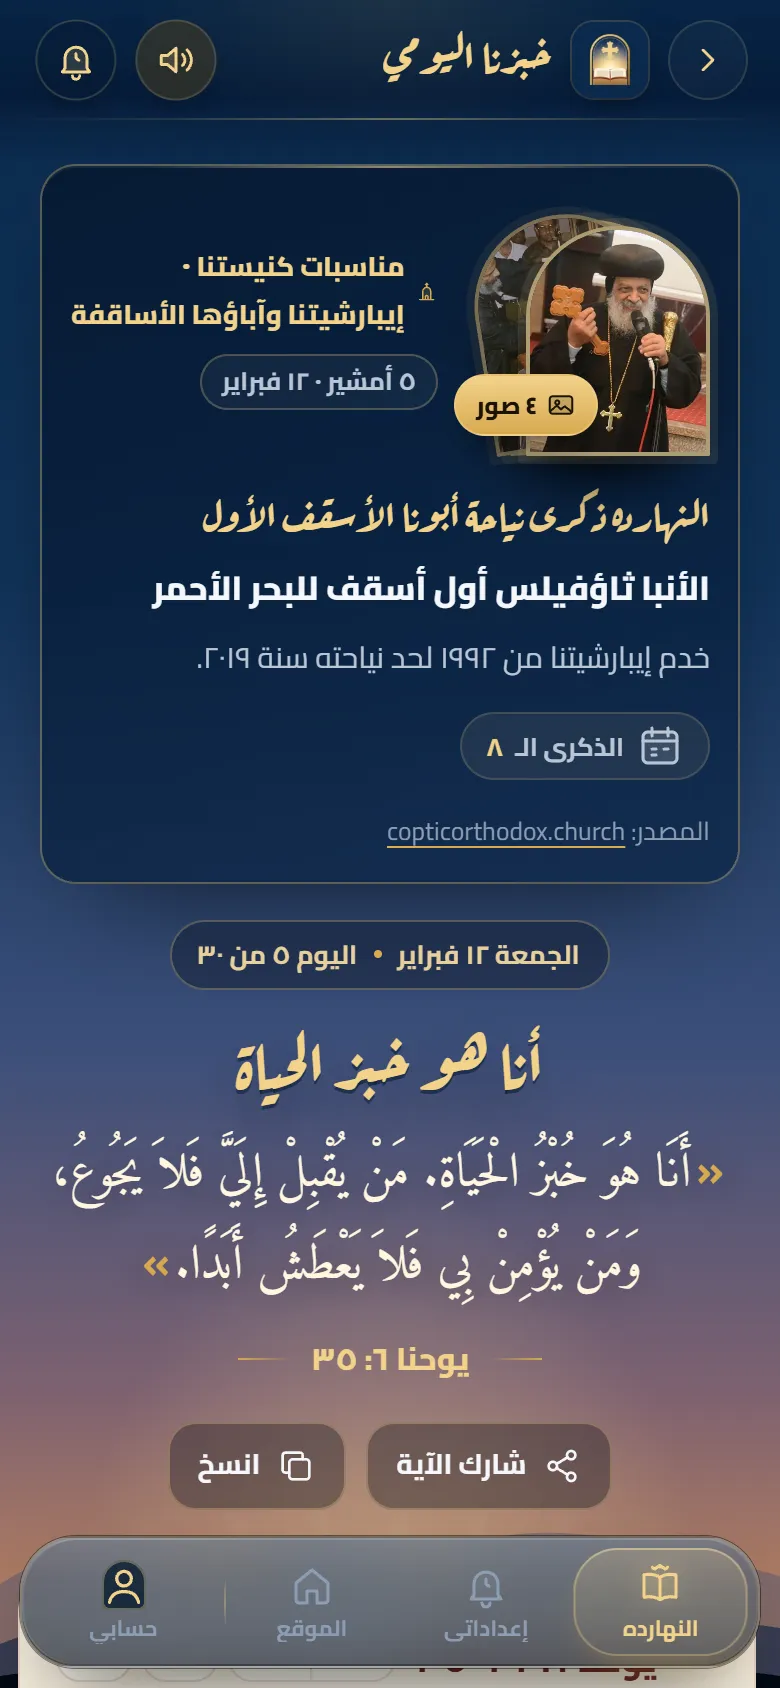 خبزنا اليومي
مناسبات كنيستنا ·
إيبارشيتنا وآباؤها الأساقفة
٥ أمشير · ١٢ فبراير
٤ صور
النهارده ذكرى نياحة أبونا الأسقف الأول
الأنبا ثاؤفيلس أول أسقف للبحر الأحمر
خدم إيبارشيتنا من ١٩٩٢ لحد نياحته سنة ٢٠١٩.
الذكرى الـ ٨
المصدر: copticorthodox.church
الجمعة ١٢ فبراير • اليوم ٥ من ٣٠
أنا هو خبز الحياة
«أَنَا هُوَ خُبْزُ الْحَيَاةِ. مَنْ يُقْبِلْ إِلَيَّ فَلاَ يَجُوعُ،
وَمَنْ يُؤْمِنْ بِي فَلاَ يَعْطَشُ أَبَدًا.»
يوحنا ٦: ٣٥
شارك الآية
انسخ
النهارده
إعداداتى
الموقع
حسابي